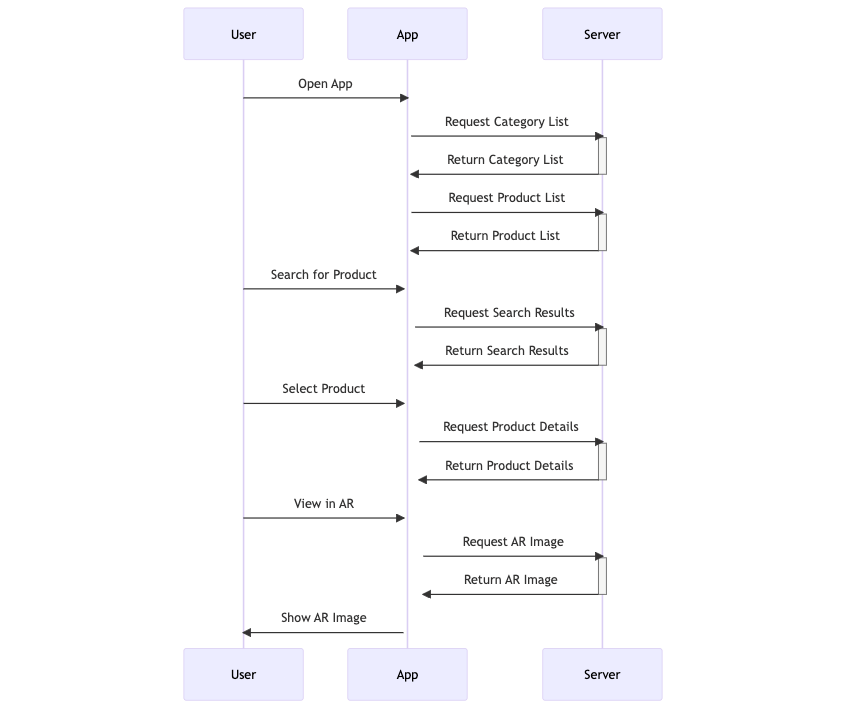 User App Server
Open App
Request Category List
Return Category List
Request Product List
Return Product List
Search for Product
Request Search Results
Return Search Results
Select Product
Request Product Details
Return Product Details
View in AR
Request AR Image
Return AR Image
Show AR Image
User App Server